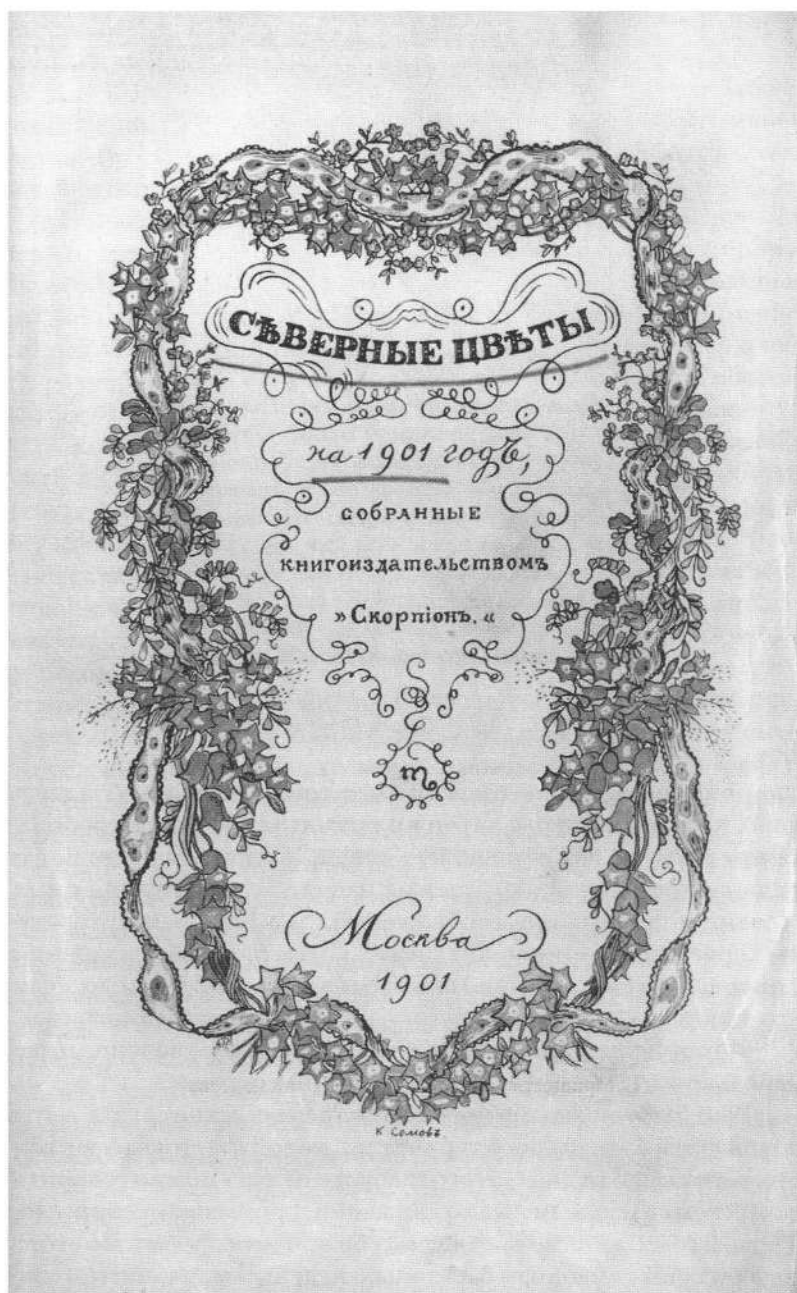 СѢВЕРНЫЕ ЦВѢТЫ
на 1901 годъ,
СОБРАННЫЕ
книгоиздательствомъ
»Скорпіонъ.«
Москва
1901
К Сомовъ